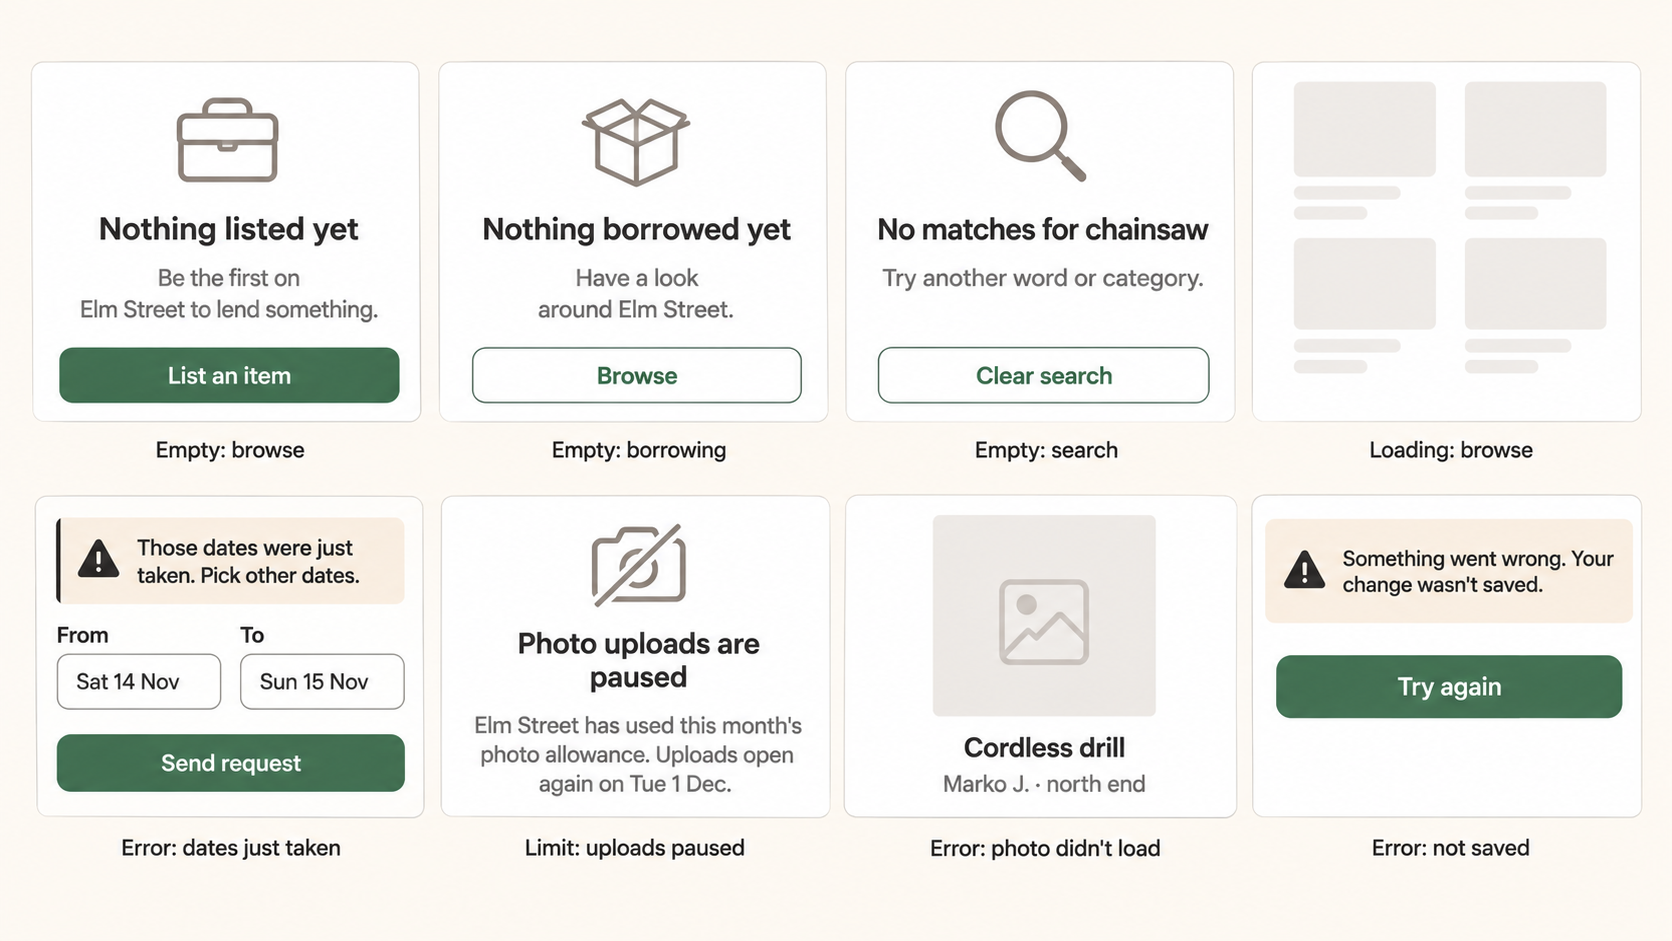 Nothing listed yet
Be the first on
Elm Street to lend something.
List an item
Empty: browse
Nothing borrowed yet
Have a look
around Elm Street.
Browse
Empty: borrowing
No matches for chainsaw
Try another word or category.
Clear search
Empty: search
Loading: browse
Those dates were just
taken. Pick other dates.
From
To
Sat 14 Nov
Sun 15 Nov
Send request
Error: dates just taken
Photo uploads are
paused
Elm Street has used this month's
photo allowance. Uploads open
again on Tue 1 Dec.
Limit: uploads paused
Cordless drill
Marko J. · north end
Error: photo didn't load
Something went wrong. Your
change wasn't saved.
Try again
Error: not saved